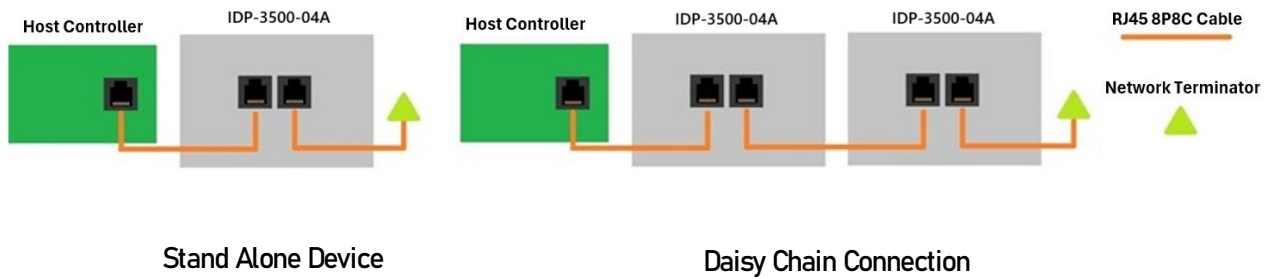 Host Controller
IDP-3500-04A
Host Controller
IDP-3500-04A
IDP-3500-04A
RJ45 8P8C Cable
Network Terminator
Stand Alone Device
Daisy Chain Connection